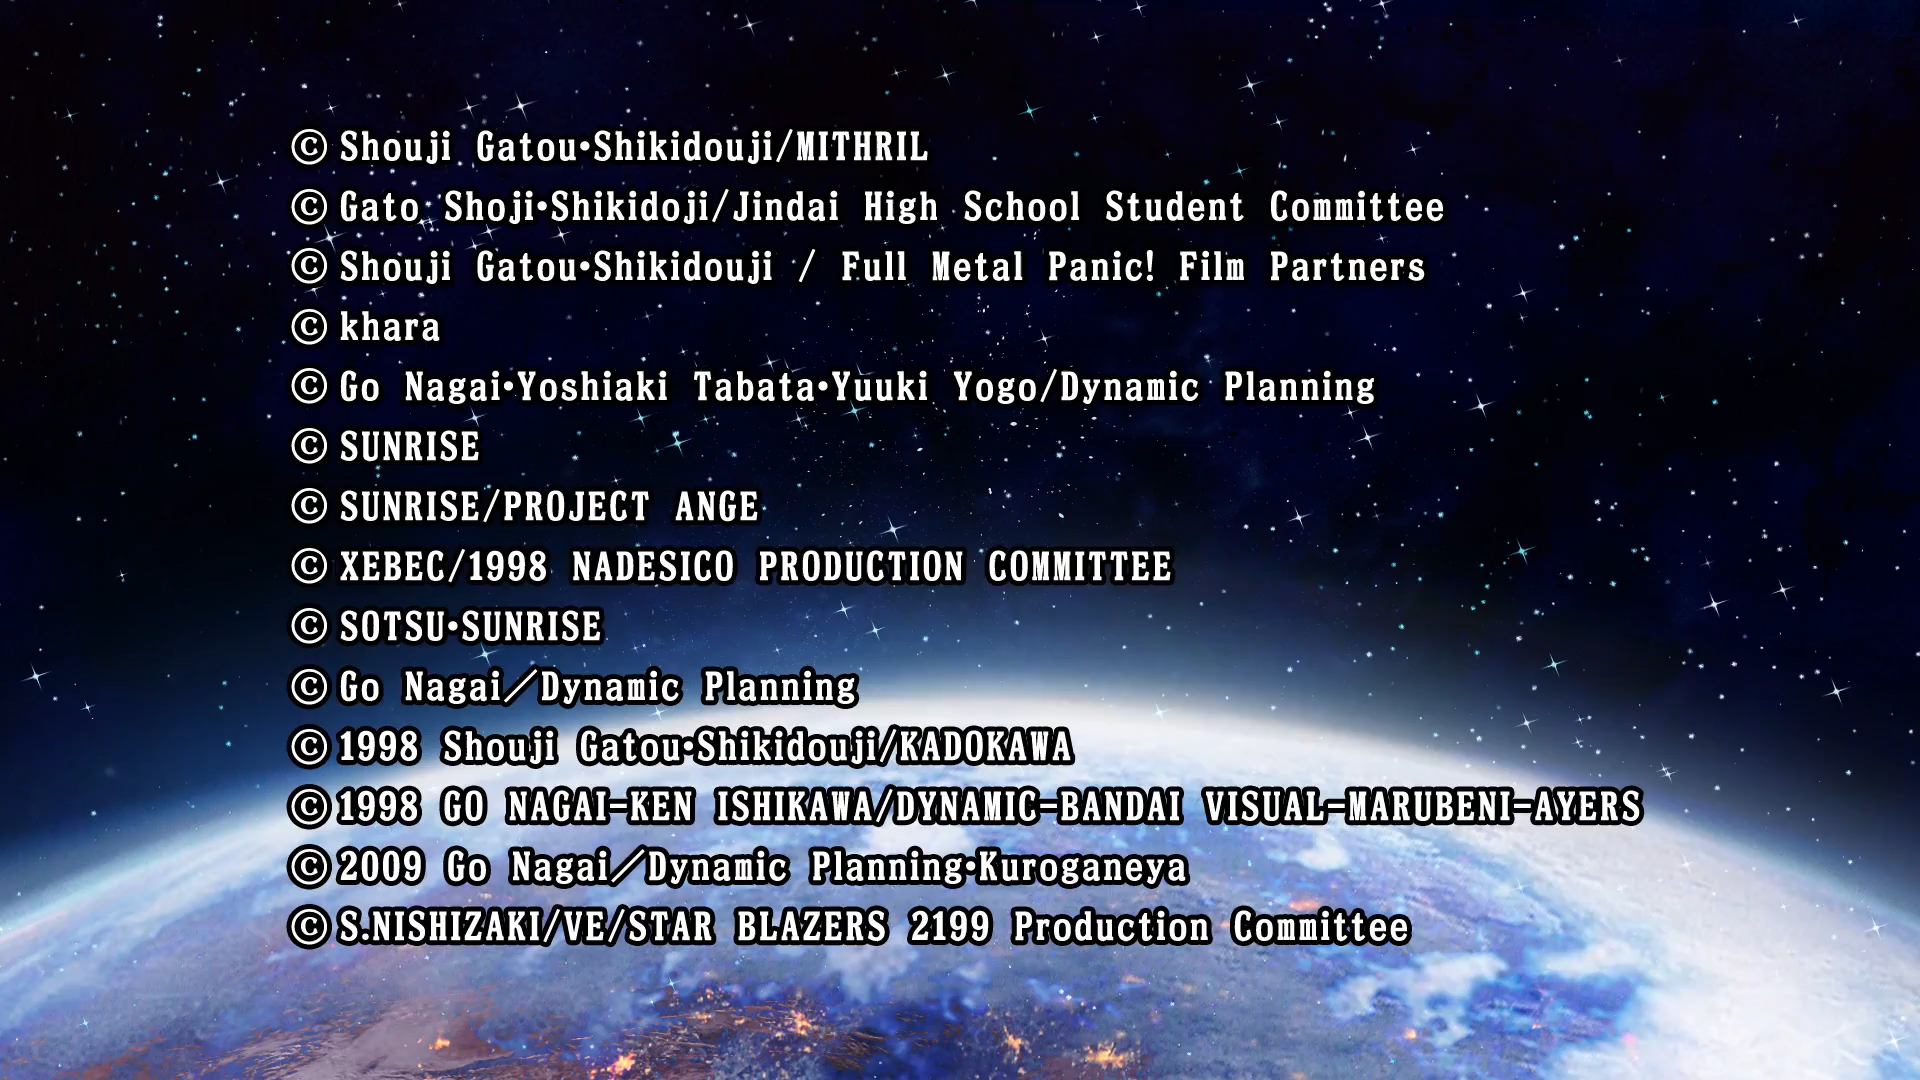 ©Shouji Gatou•Shikidouji/MITHRIL
©Gato Shoji•Shikidoji/Jindai High School Student Committee
©Shouji Gatou•Shikidouji / Full Metal Panic! Film Partners
©khara
©Go Nagai•Yoshiaki Tabata•Yuuki Yogo/Dynamic Planning
©SUNRISE
©SUNRISE/PROJECT ANGE
©XEBEC/1998 NADESICO PRODUCTION COMMITTEE
©SOTSU•SUNRISE
©Go Nagai／Dynamic Planning
©1998 Shouji Gatou•Shikidouji/KADOKAWA
©1998 GO NAGAI-KEN ISHIKAWA/DYNAMIC-BANDAI VISUAL-MARUBENI-AYERS
©2009 Go Nagai／Dynamic Planning•Kuroganeya
©S.NISHIZAKI/VE/STAR BLAZERS 2199 Production Committee